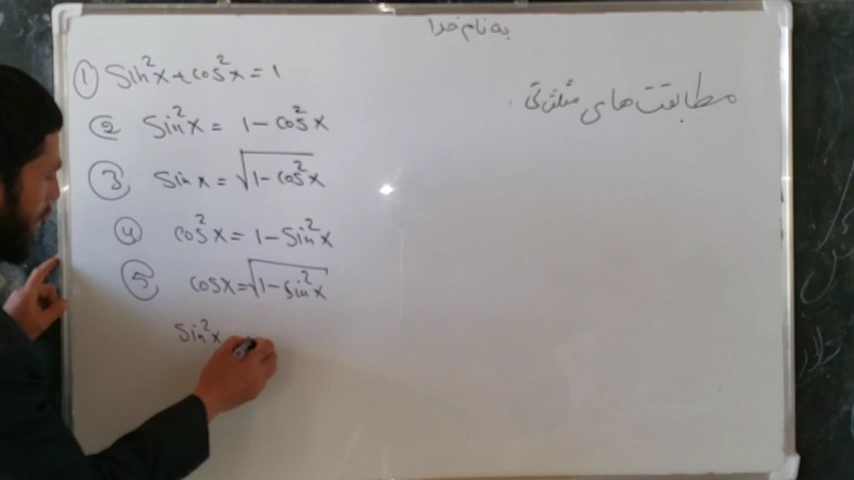 به نام خدا
مطابقت های مثلثاتی :
① Sin²x + cos²x = 1
② Sin²x = 1 - cos²x
③ Sin x = √1 - cos²x
④ cos²x = 1 - Sin²x
⑤ cosx = √1 - Sin²x
Sin²x